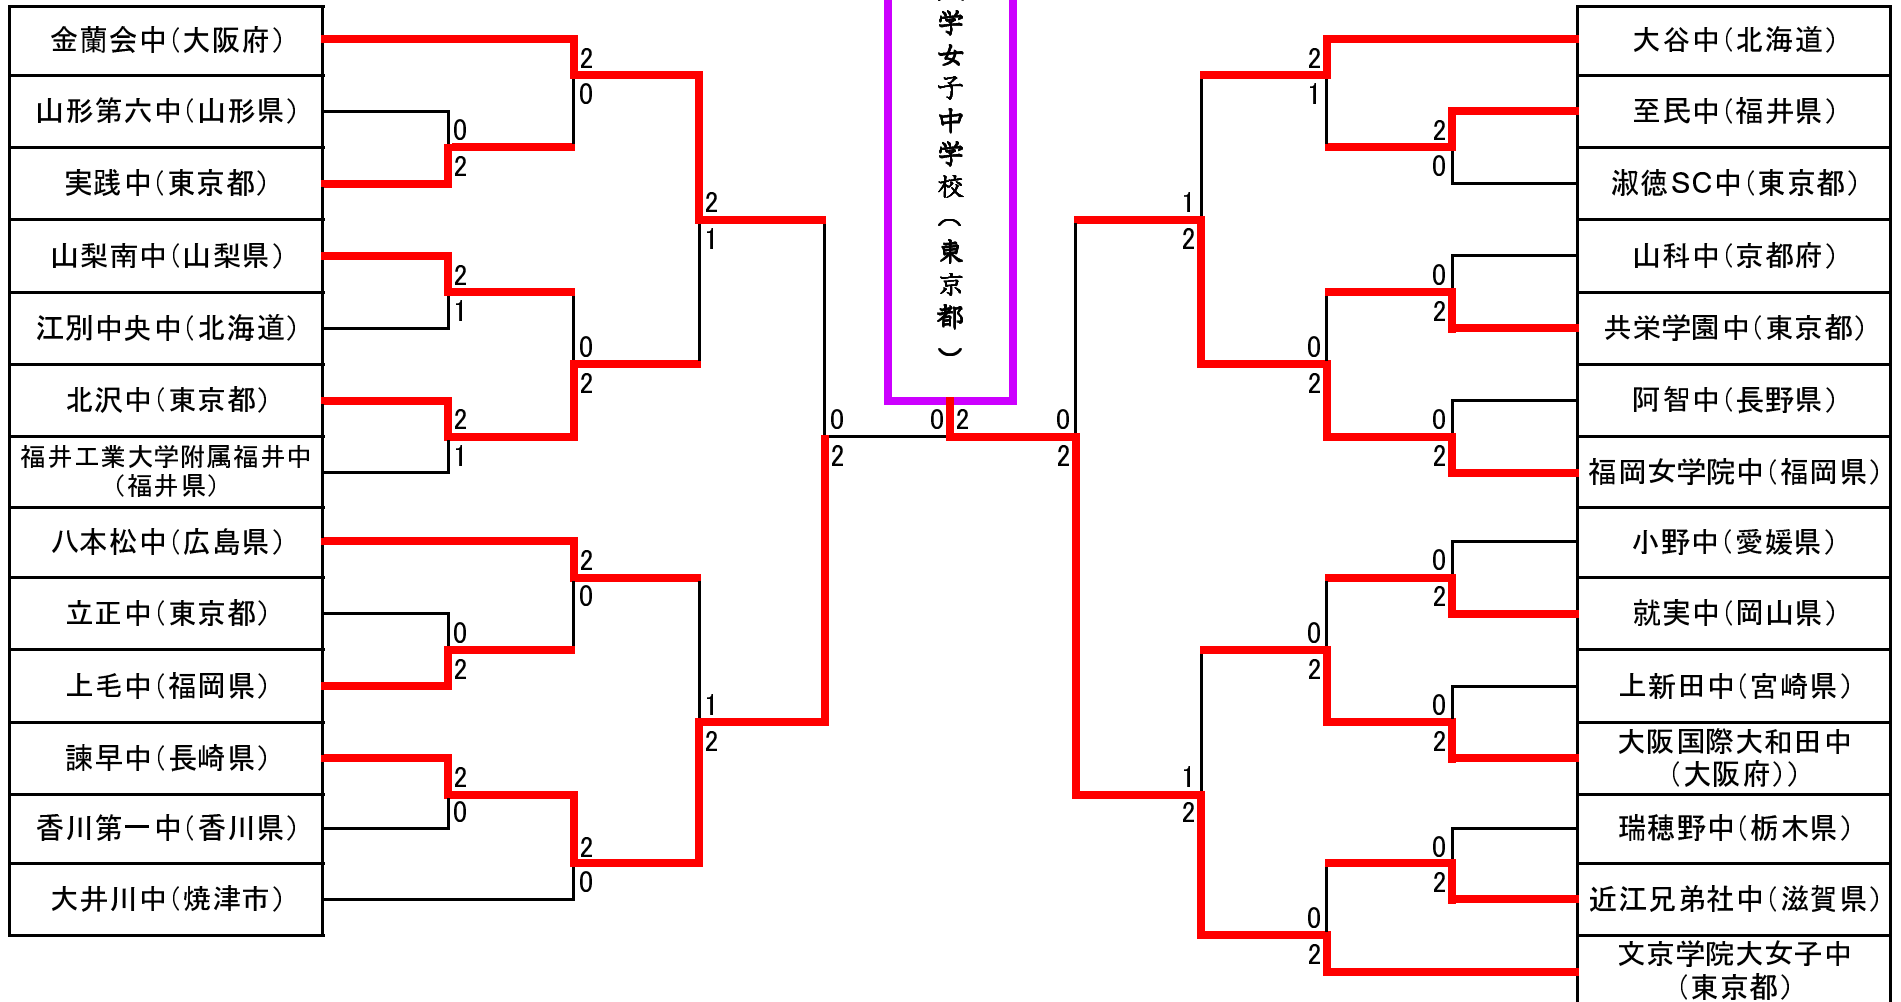 金蘭会中（大阪府）
山形第六中（山形県）
実践中（東京都）
山梨南中（山梨県）
江別中央中（北海道）
北沢中（東京都）
福井工業大学附属福井中
（福井県）
八本松中（広島県）
立正中（東京都）
上毛中（福岡県）
諫早中（長崎県）
香川第一中（香川県）
大井川中（焼津市）
2
0
0
2
2
1
2
1
0
2
2
1
2
0
0
2
1
2
2
0
2
0
0
2
学女子中学校（東京都）
0 2
0
2
2
1
2
0
1
2
0
2
0
2
0
2
0
2
0
2
0
2
1
2
0
2
0
2
大谷中（北海道）
至民中（福井県）
淑徳SC中（東京都）
山科中（京都府）
共栄学園中（東京都）
阿智中（長野県）
福岡女学院中（福岡県）
小野中（愛媛県）
就実中（岡山県）
上新田中（宮崎県）
大阪国際大和田中
（大阪府））
瑞穂野中（栃木県）
近江兄弟社中（滋賀県）
文京学院大女子中
（東京都）